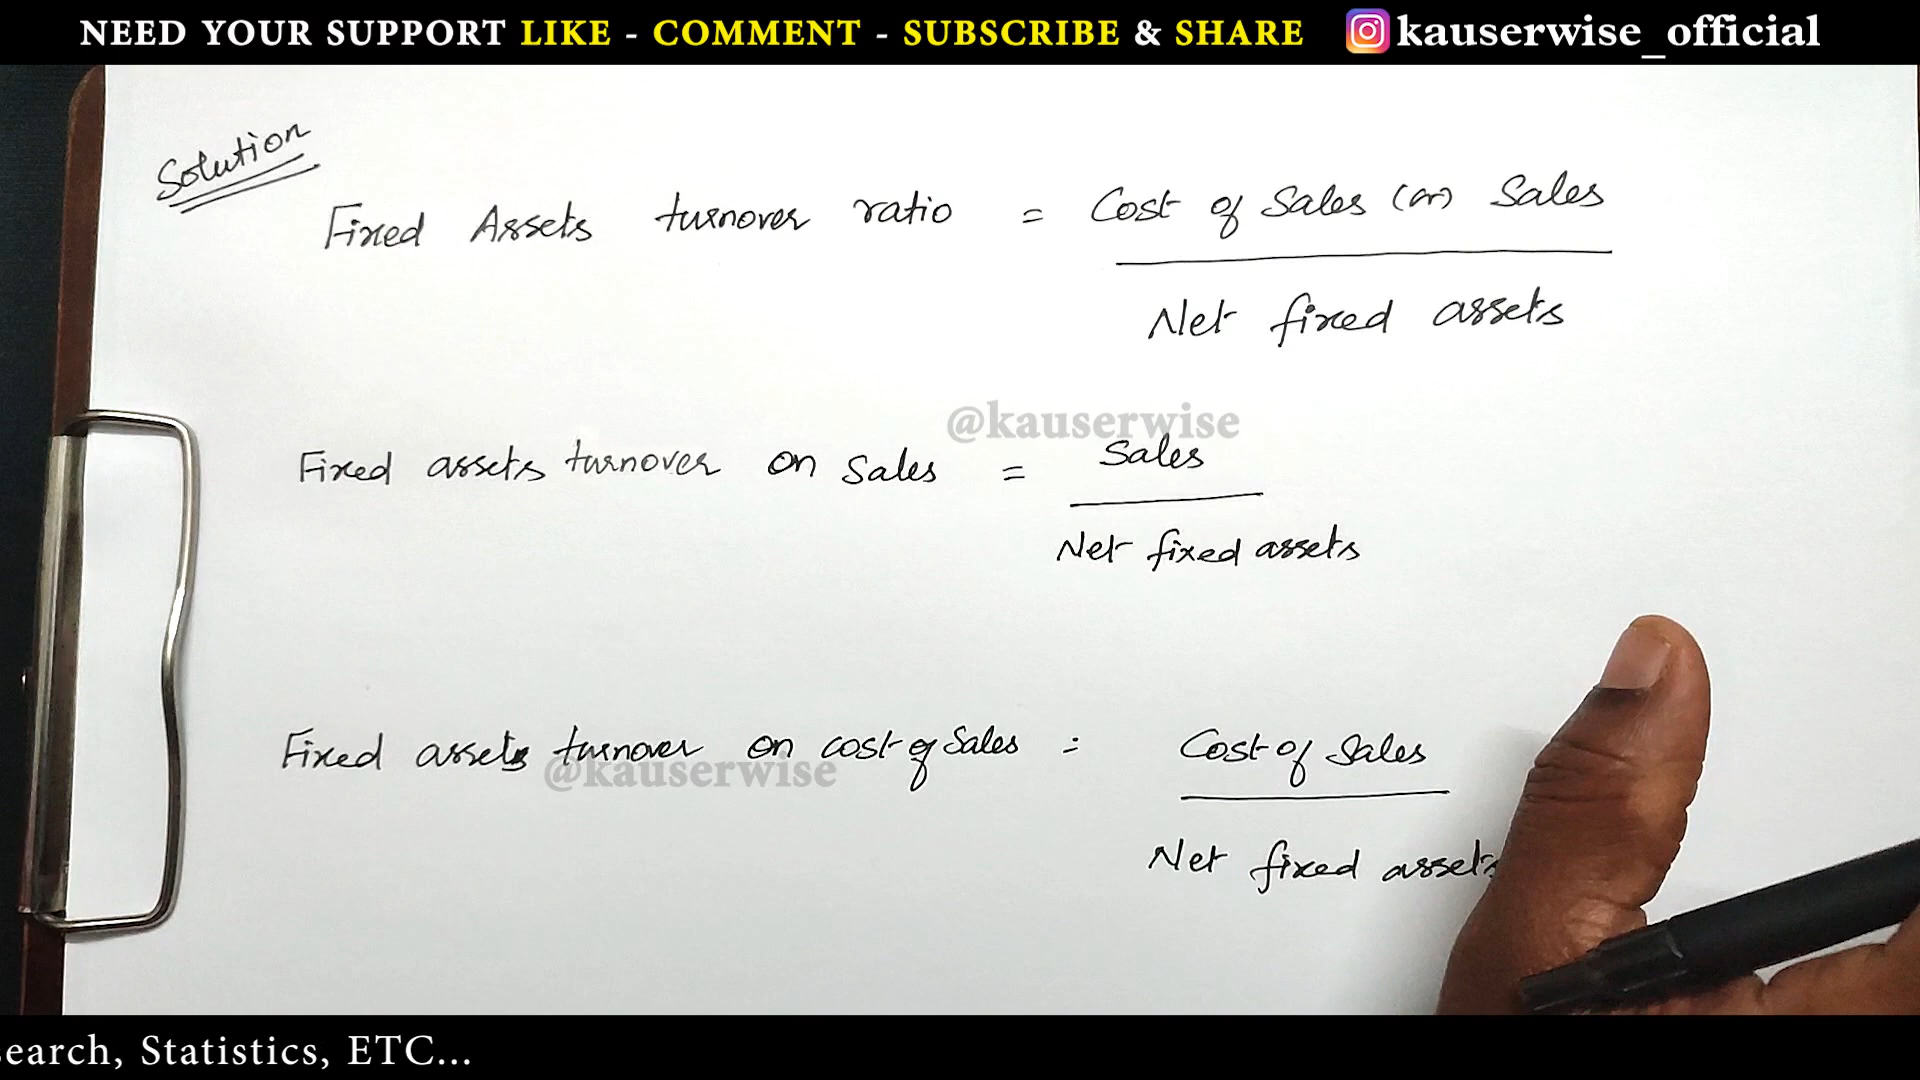 NEED YOUR SUPPORT LIKE - COMMENT - SUBSCRIBE & SHARE kauserwise_official
Solution
Fixed Assets turnover ratio = Cost of Sales (or) Sales
Net fixed assets
@kauserwise
Fixed assets turnover on Sales = Sales
Net fixed assets
Fixed assets turnover on cost of Sales = Cost of Sales
@kauserwise
Net fixed assets
search, Statistics, ETC...